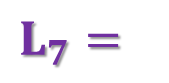 L₇ =